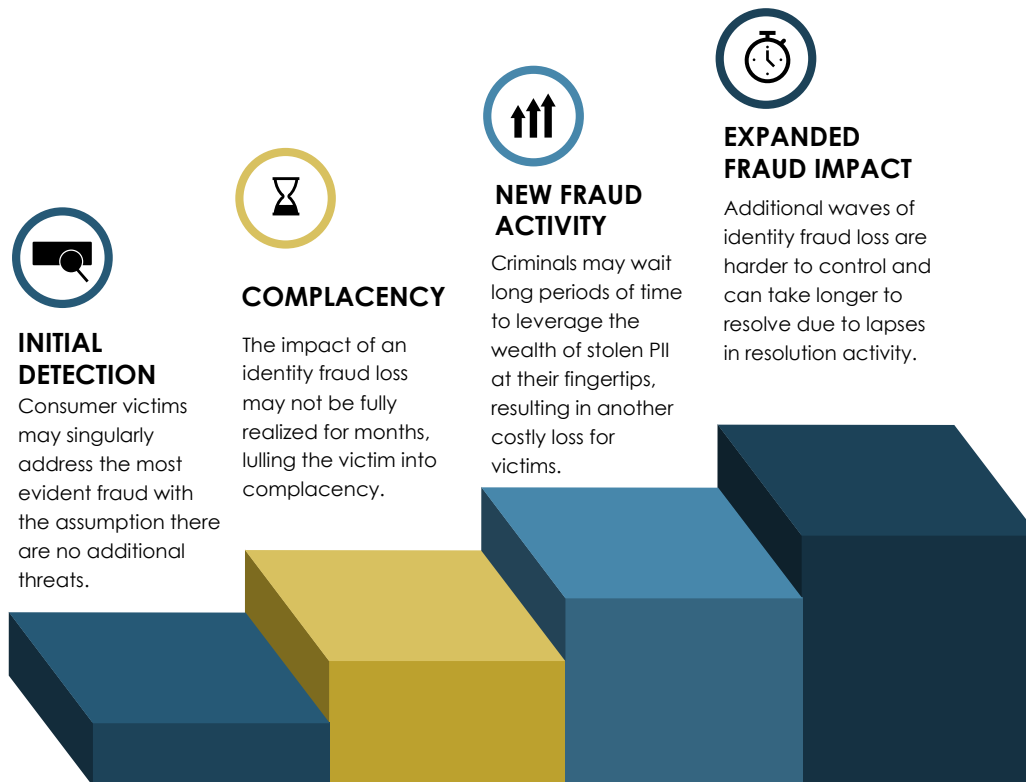 INITIAL
DETECTION
Consumer victims
may singularly
address the most
evident fraud with
the assumption there
are no additional
threats.
COMPLACENCY
The impact of an
identity fraud loss
may not be fully
realized for months,
lulling the victim into
complacency.
NEW FRAUD
ACTIVITY
Criminals may wait
long periods of time
to leverage the
wealth of stolen PII
at their fingertips,
resulting in another
costly loss for
victims.
EXPANDED
FRAUD IMPACT
Additional waves of
identity fraud loss are
harder to control and
can take longer to
resolve due to lapses
in resolution activity.